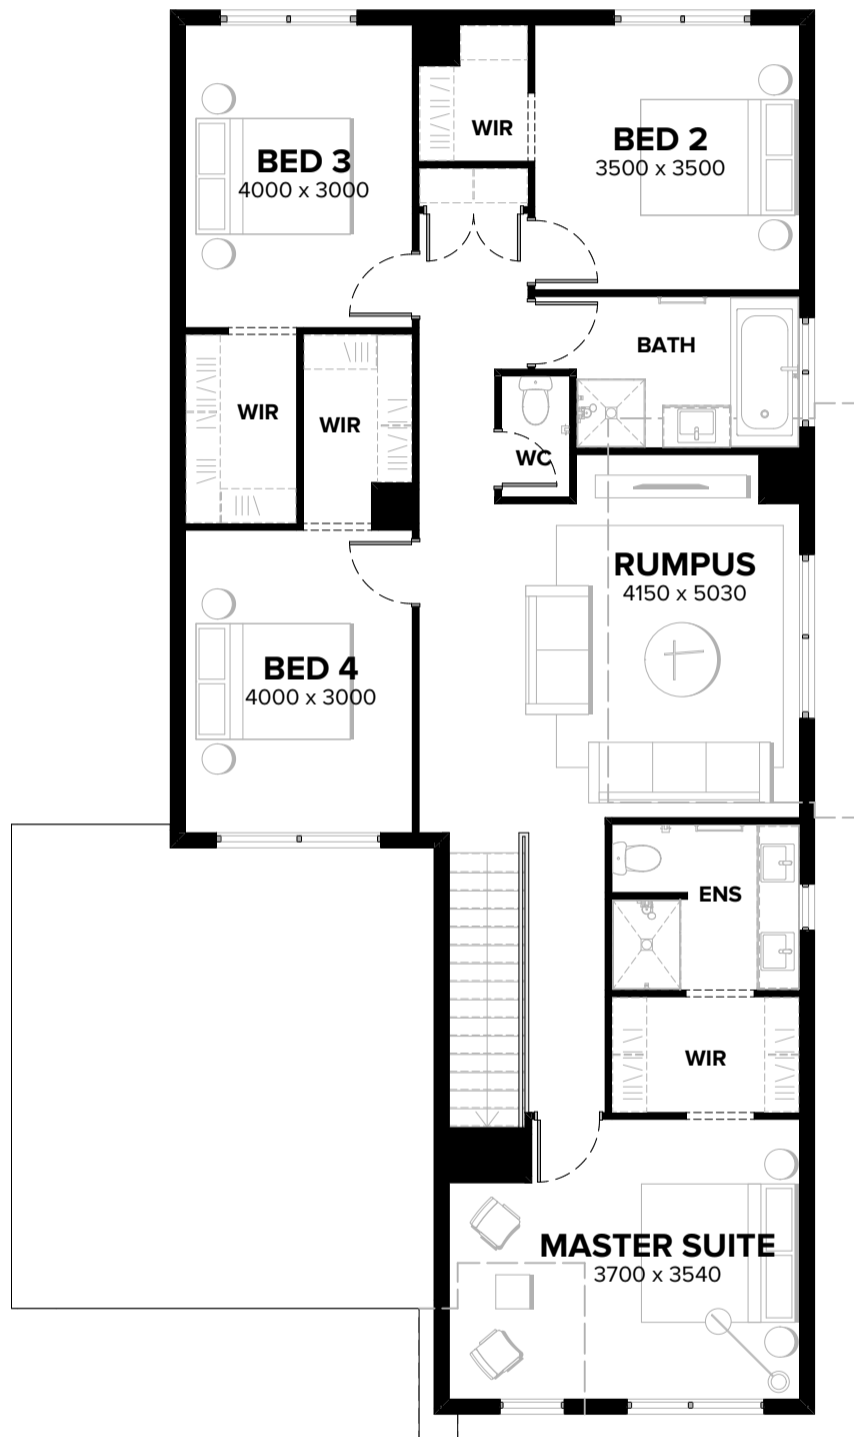 WIR
BED 2
3500 x 3500
BED 3
4000 x 3000
BATH
WIR
WIR
WC
RUMPUS
4150 x 5030
BED 4
4000 x 3000
ENS
WIR
MASTER SUITE
3700 x 3540